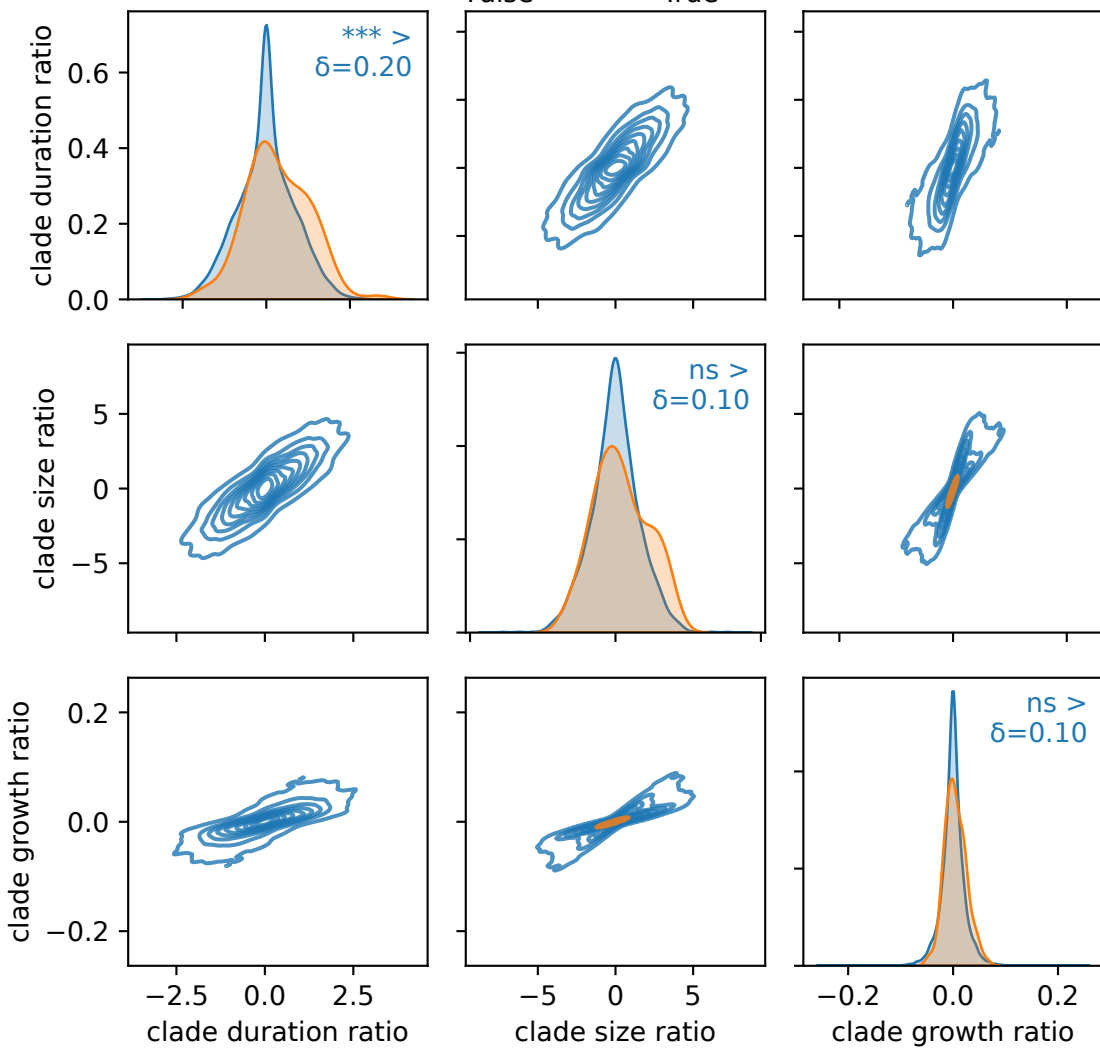 clade duration ratio
0.6
0.4
0.2
0.0
*** >
δ=0.20
clade size ratio
5
0
−5
ns >
δ=0.10
clade growth ratio
0.2
0.0
−0.2
ns >
δ=0.10
−2.5 0.0 2.5
−5 0 5
−0.2 0.0 0.2
clade duration ratio
clade size ratio
clade growth ratio